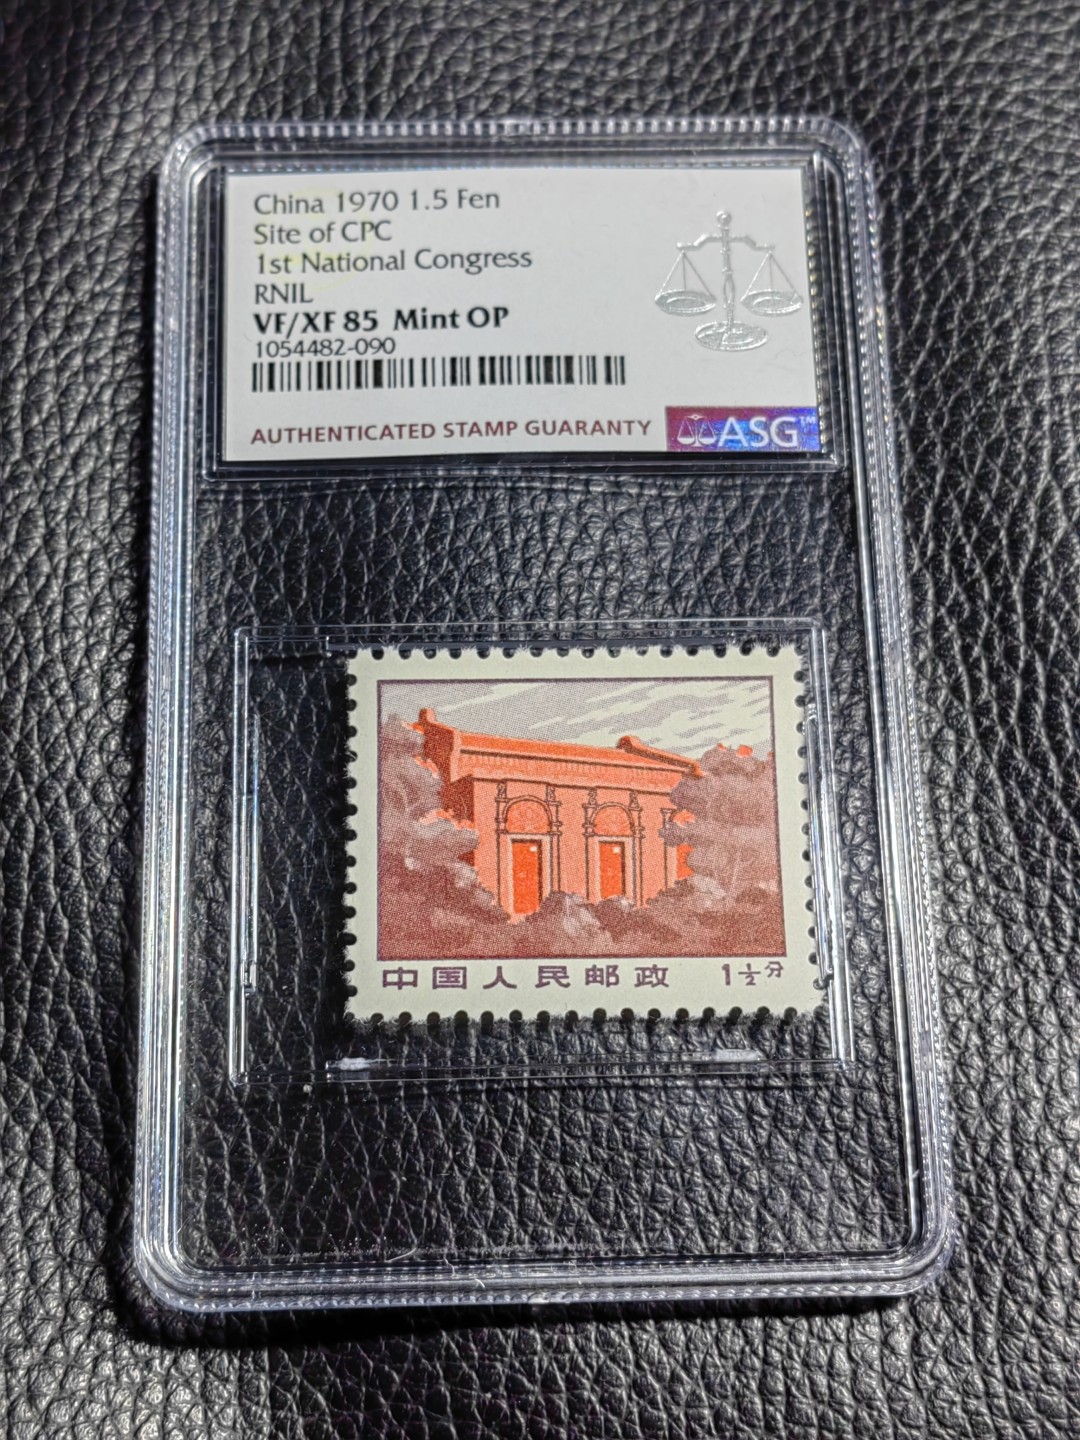 China 1970 1.5 Fen
Site of CPC
1st National Congress
RNIL
VF/XF 85 Mint OP
1054482-090
AUTHENTICATED STAMP GUARANTY
ASG™
中国人民邮政 1½分